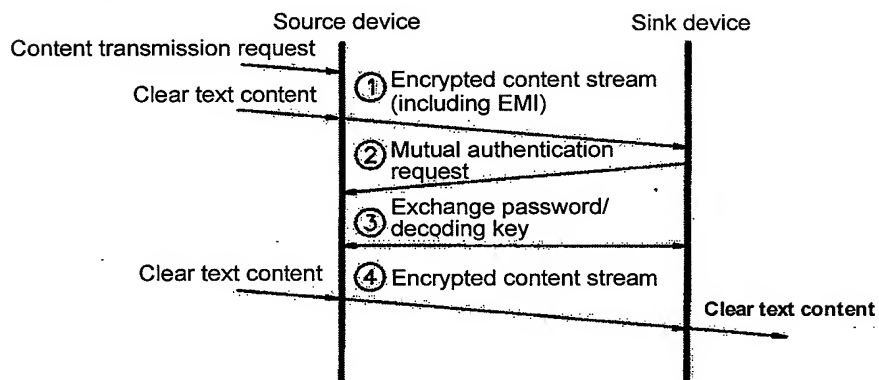 Source device
Sink device
Content transmission request
① Encrypted content stream
(including EMI)
Clear text content
② Mutual authentication
request
③ Exchange password/
decoding key
Clear text content
④ Encrypted content stream
Clear text content